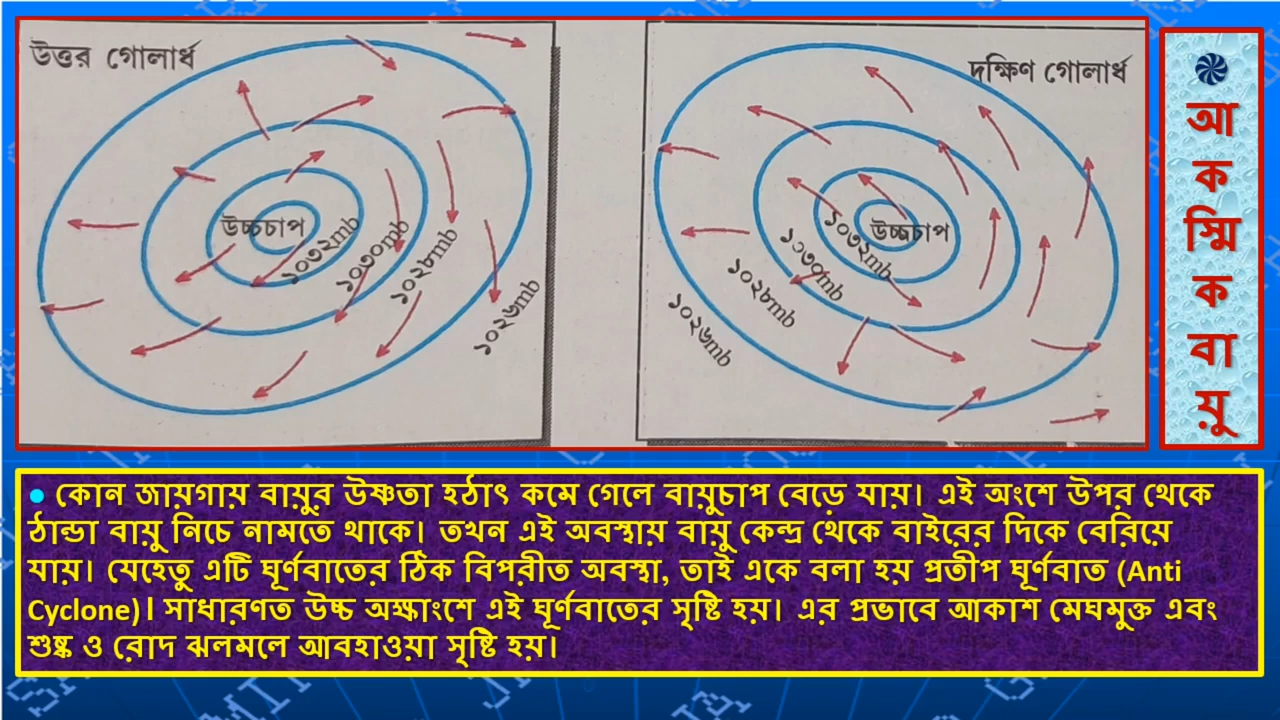 উত্তর গোলার্ধ
উচ্চচাপ
১০৩২mb
১০৩০mb
১০২৮mb
১০২৬mb
দক্ষিণ গোলার্ধ
উচ্চচাপ
১০৩২mb
১০৩০mb
১০২৮mb
১০২৬mb
আকস্মিক বায়ু
• কোন জায়গায় বায়ুর উষ্ণতা হঠাৎ কমে গেলে বায়ুচাপ বেড়ে যায়। এই অংশে উপর থেকে
ঠান্ডা বায়ু নিচে নামতে থাকে। তখন এই অবস্থায় বায়ু কেন্দ্র থেকে বাইরের দিকে বেরিয়ে
যায়। যেহেতু এটি ঘূর্ণবাতের ঠিক বিপরীত অবস্থা, তাই একে বলা হয় প্রতীপ ঘূর্ণবাত (Anti
Cyclone)। সাধারণত উচ্চ অক্ষাংশে এই ঘূর্ণবাতের সৃষ্টি হয়। এর প্রভাবে আকাশ মেঘমুক্ত এবং
শুষ্ক ও রোদ ঝলমলে আবহাওয়া সৃষ্টি হয়।